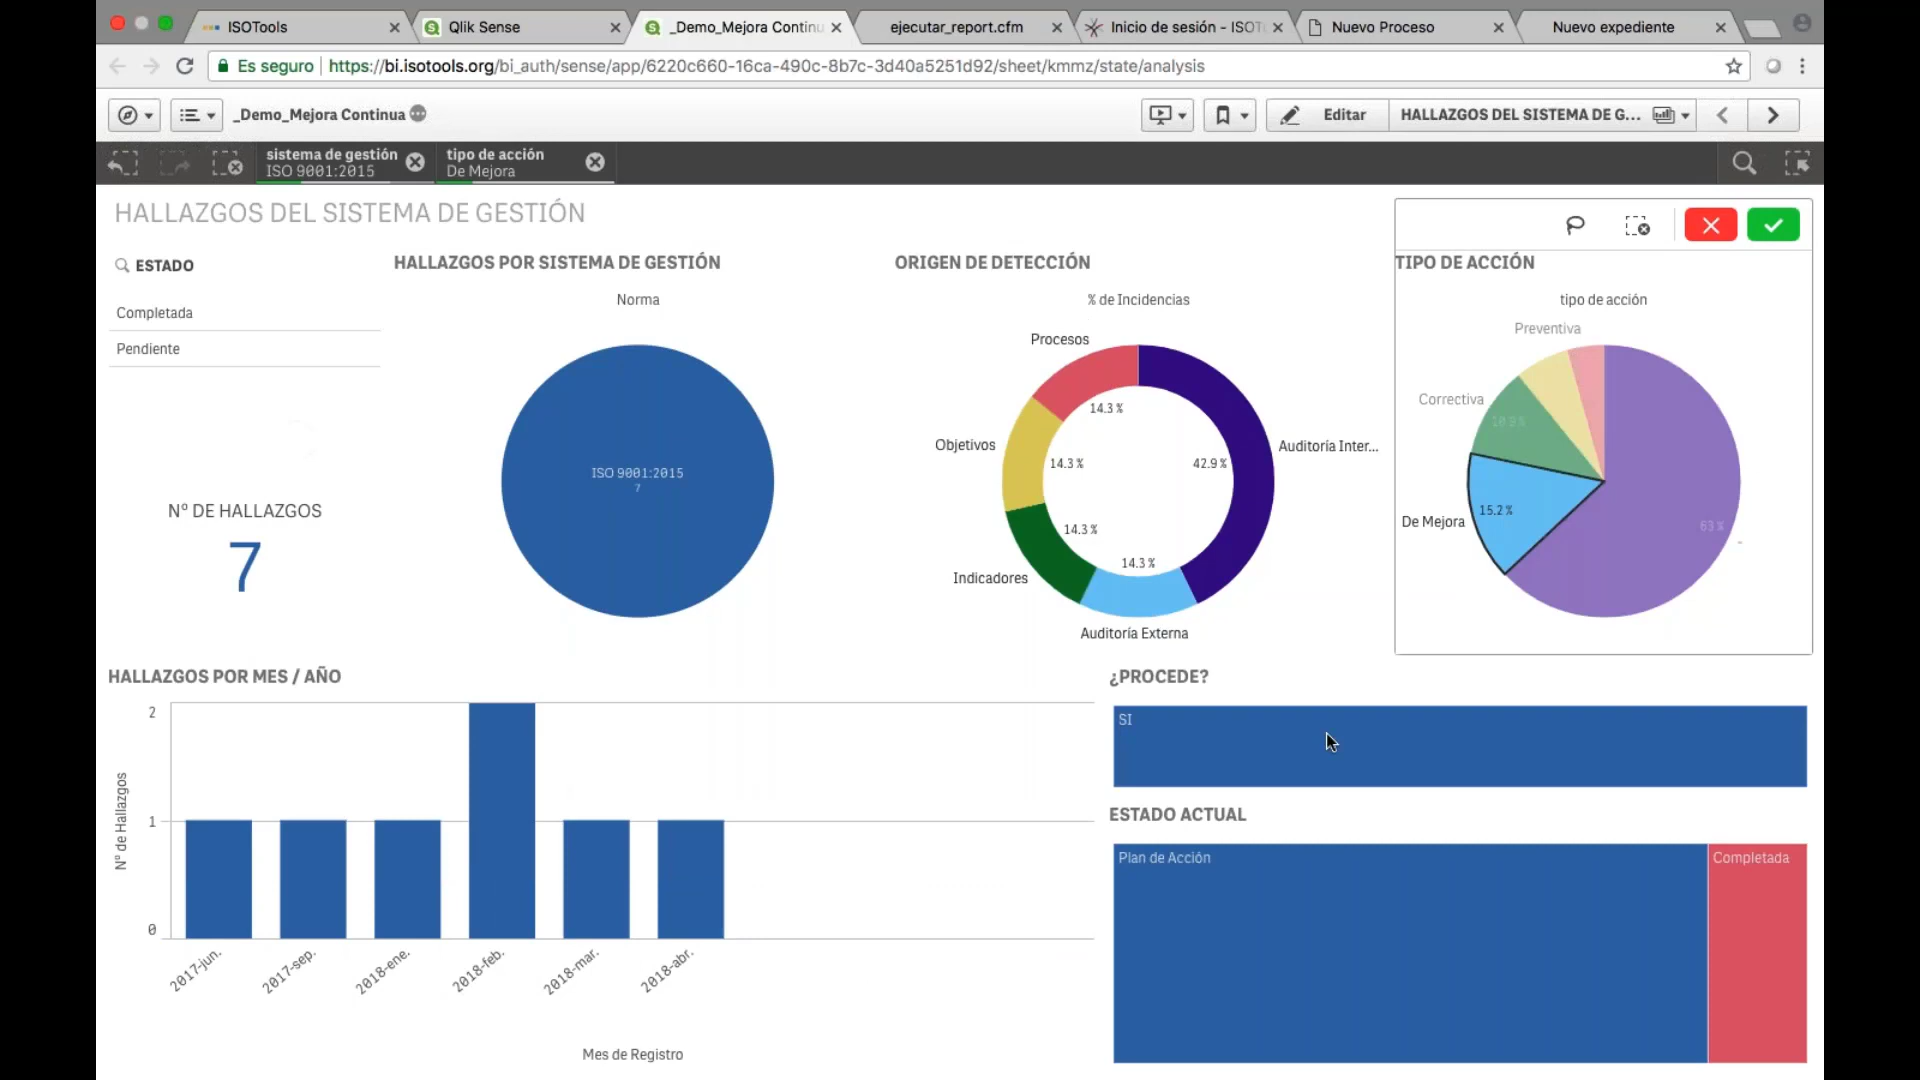 ISOTools
Qlik Sense
_Demo_Mejora Continu
ejecutar_report.cfm
Inicio de sesión - ISOT
Nuevo Proceso
Nuevo expediente
Es seguro
https://bi.isotools.org/bi_auth/sense/app/6220c660-16ca-490c-8b7c-3d40a5251d92/sheet/kmmz/state/analysis
_Demo_Mejora Continua
Editar
HALLAZGOS DEL SISTEMA DE G...
sistema de gestión
ISO 9001:2015
tipo de acción
De Mejora
HALLAZGOS DEL SISTEMA DE GESTIÓN
ESTADO
Completada
Pendiente
Nº DE HALLAZGOS
7
HALLAZGOS POR SISTEMA DE GESTIÓN
Norma
ISO 9001:2015
7
ORIGEN DE DETECCIÓN
% de Incidencias
Procesos
14.3 %
Objetivos
14.3 %
Auditoría Inter...
42.9 %
14.3 %
Indicadores
14.3 %
Auditoría Externa
TIPO DE ACCIÓN
tipo de acción
Preventiva
Correctiva
10.9 %
De Mejora
15.2 %
63 %
HALLAZGOS POR MES / AÑO
Nº de Hallazgos
2
1
0
2017-jun.
2017-sep.
2018-ene.
2018-feb.
2018-mar.
2018-abr.
Mes de Registro
¿PROCEDE?
SI
ESTADO ACTUAL
Plan de Acción
Completada